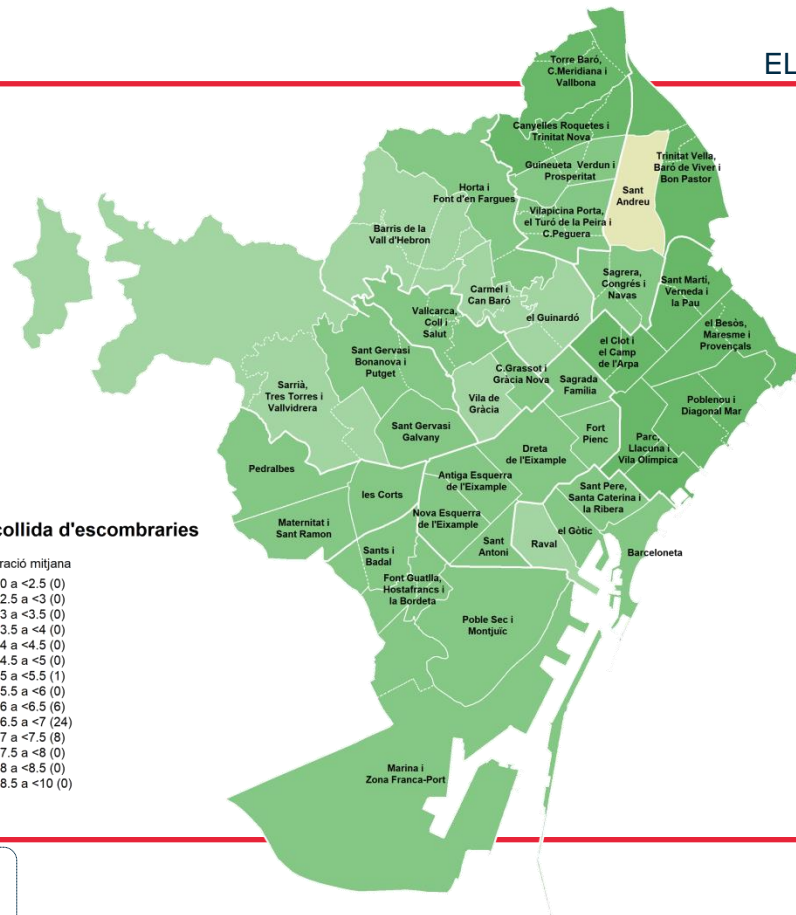 EL
Torre Baró,
C.Meridiana i
Vallbona
Canyelles Roquetes i
Trinitat Nova
Guineueta Verdun i
Prosperitat
Trinitat Vella,
Baró de Viver i
Bon Pastor
Sant
Andreu
Horta i
Font d'en Fargues
Vilapicina Porta,
el Turó de la Peira i
C.Peguera
Barris de la
Vall d'Hebron
Sagrera,
Congrés i
Navas
Sant Martí,
Verneda i
la Pau
Carmel i
Can Baró
Vallcarca,
Coll i
Salut
el Guinardó
el Besòs,
Maresme i
Provençals
el Clot i
el Camp
de l'Arpa
Sant Gervasi
Bonanova i
Putget
C.Grassot i
Gràcia Nova
Sagrada
Família
Sarrià,
Tres Torres i
Vallvidrera
Vila de
Gràcia
Poblenou i
Diagonal Mar
Sant Gervasi
Galvany
Fort
Pienc
Parc,
Llacuna i
Vila Olímpica
Dreta
de l'Eixample
Pedralbes
Antiga Esquerra
de l'Eixample
Sant Pere,
Santa Caterina i
la Ribera
les Corts
Maternitat i
Sant Ramon
Nova Esquerra
de l'Eixample
el Gòtic
Sant
Antoni
Raval
Barceloneta
Sants i
Badal
Font Guatlla,
Hostafrancs i
la Bordeta
Poble Sec i
Montjuïc
Marina i
Zona Franca-Port
collida d'escombraries
ració mitjana
0 a <2.5 (0)
2.5 a <3 (0)
3 a <3.5 (0)
3.5 a <4 (0)
4 a <4.5 (0)
4.5 a <5 (0)
5 a <5.5 (1)
5.5 a <6 (0)
6 a <6.5 (6)
6.5 a <7 (24)
7 a <7.5 (8)
7.5 a <8 (0)
8 a <8.5 (0)
8.5 a <10 (0)